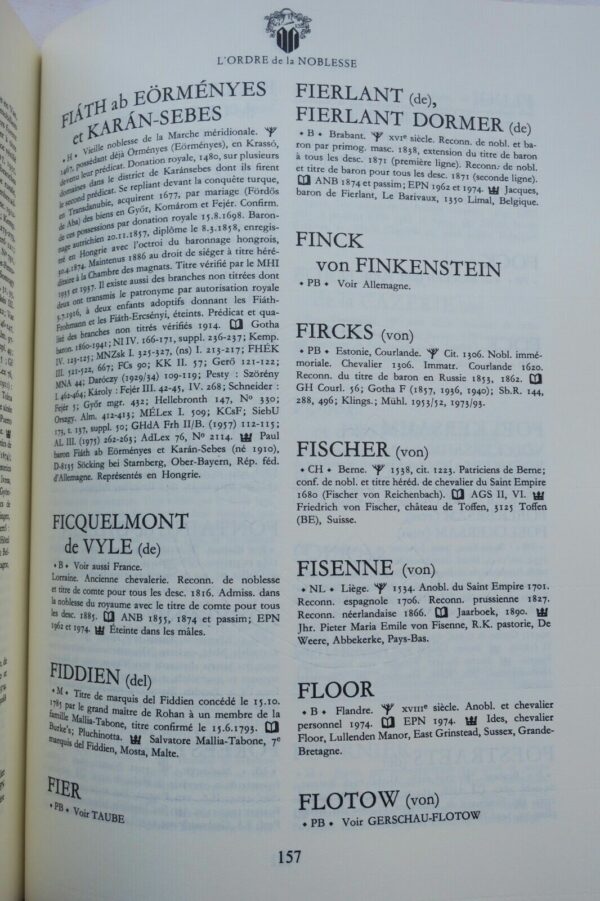 L'ORDRE de la NOBLESSE
FIÁTH ab EÖRMÉNYES
et KARÁN-SEBES
• H • Vieille noblesse de la Marche méridionale.
1467, possédant déjà Örményes (Eörményes), en Krassó,
devenu leur prédicat. Donation royale, 1480, sur plusieurs
domaines dans le district de Karánsebes dont ils firent
le second prédicat. Se repliant devant la conquête turque,
en Transdanubie, acquirent 1677, par mariage (Fördös
de Aba) des biens en Győr, Komárom et Fejér. Confirm.
de ces possessions par donation royale 15.8.1698. Baron-
nage autrichien 20.11.1857, diplôme le 8.3.1858, enregis-
tré en Hongrie avec l'octroi du baronnage hongrois,
30.4.1874. Maintenus 1886 au droit de siéger à titre héré-
ditaire à la Chambre des magnats. Titre vérifié par le MHI
1935 et 1937. Il existe aussi des branches non titrées dont
deux ont transmis le patronyme par autorisation royale
5.7.1916, à deux enfants adoptifs donnant les Fiáth-
Frohmann et les Fiáth-Ercsényi, éteints. Prédicat et qua-
lité des branches non titrés vérifiés 1914. Gotha
baron. 1860-1941; NI IV. 166-171, suppl. 236-237; Kemp.
IV. 123-125; MNZsk I. 325-327, (ns) I. 213-217; FHÉK
III. 521-522, 667; FCs 90; KK II. 57; Gerő 121-122;
MNA 44; Daróczy (1929/34) 109-119; Pesty : Szörény
I. 462-464; Károly : Fejér III. 42-45, IV. 268; Schneider :
Fejér 5; Győr mgr. 432; Hellebronth 147, Nº 330;
Orszagy. Alm. 412-413; MÉLex I. 509; KCsF; SiebU
175, t. 137, suppl. 50; GHdA Frh II/B. (1957) 112-115;
AL III. (1975) 262-263; AdLex 76, Nº 2114. Paul
baron Fiáth ab Eörményes et Karán-Sebes (né 1910),
D-8135 Söcking bei Starnberg, Ober-Bayern, Rép. féd.
d'Allemagne. Représentés en Hongrie.
FICQUELMONT
de VYLE (de)
• B • Voir aussi France.
Lorraine. Ancienne chevalerie. Reconn. de noblesse
et titre de comte pour tous les desc. 1816. Admiss. dans
la noblesse du royaume avec le titre de comte pour tous
les desc. 1885. ANB 1855, 1874 et passim; EPN
1962 et 1974. Éteinte dans les mâles.
FIDDIEN (del)
• M • Titre de marquis del Fiddien concédé le 15.10.
1785 par le grand maître de Rohan à un membre de la
famille Mallia-Tabone, titre confirmé le 15.6.1793.
Burke's; Pluchinotta. Salvatore Mallia-Tabone, 7e
marquis del Fiddien, Mosta, Malte.
FIER
• PB • Voir TAUBE
FIERLANT (de),
FIERLANT DORMER (de)
• B • Brabant. XVIe siècle. Reconn. de nobl. et ba-
ron par primog. masc. 1838, extension du titre de baron
à tous les desc. 1871 (première ligne). Reconn. de nobl.
et titre de baron pour tous les desc. 1871 (seconde ligne).
ANB 1874 et passim; EPN 1962 et 1974. Jacques,
baron de Fierlant, Le Barivaux, 1350 Limal, Belgique.
FINCK
von FINKENSTEIN
• PB • Voir Allemagne.
FIRCKS (von)
• PB • Estonie, Courlande. Cit. 1306. Nobl. immé-
moriale. Chevalier 1306. Immatr. Courlande 1620.
Reconn. du titre de baron en Russie 1853, 1862.
GH Courl. 56; Gotha F (1857, 1936, 1940); Sb.R. 144,
288, 496; Klings.; Mühl. 1953/52, 1973/93.
FISCHER (von)
• CH • Berne. 1538, cit. 1223. Patriciens de Berne;
conf. de nobl. et titre héréd. de chevalier du Saint Empire
1680 (Fischer von Reichenbach). AGS II, VI.
Friedrich von Fischer, château de Toffen, 3125 Toffen
(BE), Suisse.
FISENNE (von)
• NL • Liège. 1534. Anobl. du Saint Empire 1701.
Reconn. espagnole 1706. Reconn. prussienne 1827.
Reconn. néerlandaise 1866. Jaarboek, 1890.
Jhr. Pieter Maria Emile von Fisenne, R.K. pastorie, De
Weere, Abbekerke, Pays-Bas.
FLOOR
• B • Flandre. XVIIIe siècle. Anobl. et chevalier
personnel 1974. EPN 1974. Ides, chevalier
Floor, Lullenden Manor, East Grinstead, Sussex, Grande-
Bretagne.
FLOTOW (von)
• PB • Voir GERSCHAU-FLOTOW
157